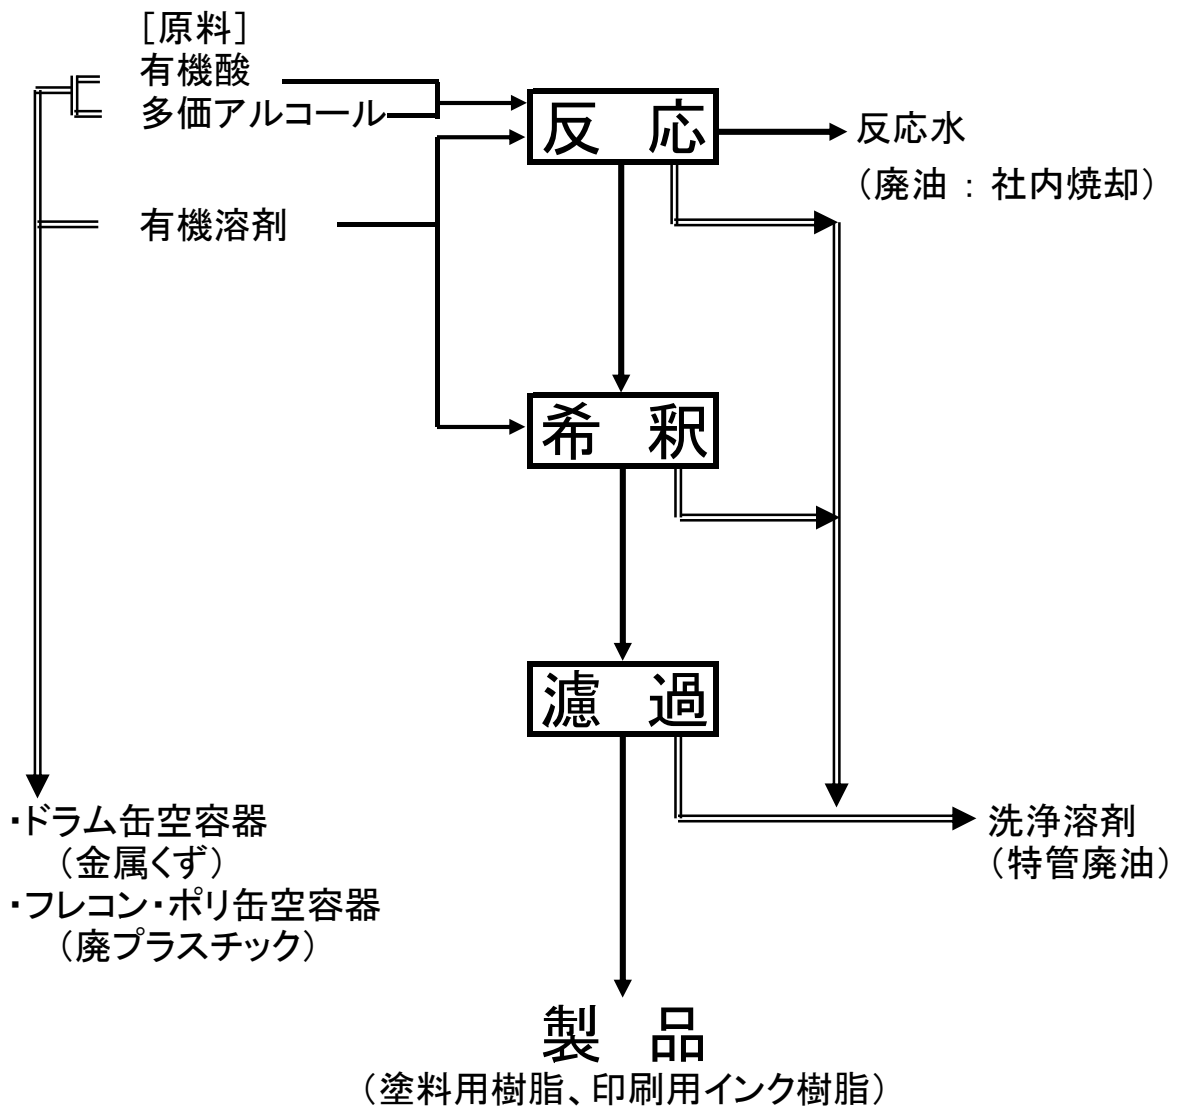 [原料]
有機酸
多価アルコール
反　応
反応水
（廃油 ： 社内焼却）
有機溶剤
希　釈
濾　過
・ドラム缶空容器
（金属くず）
・フレコン・ポリ缶空容器
（廃プラスチック）
洗浄溶剤
（特管廃油）
製　品
（塗料用樹脂、印刷用インク樹脂）